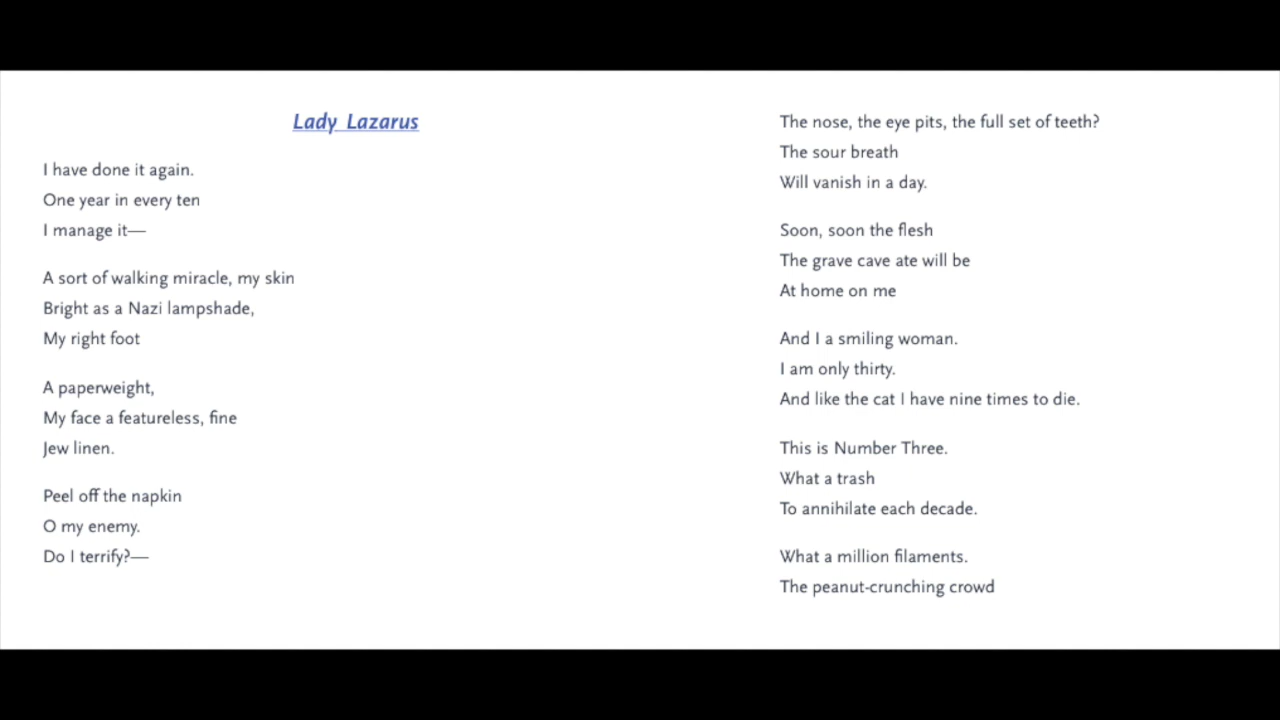 Lady Lazarus
I have done it again.
One year in every ten
I manage it—
A sort of walking miracle, my skin
Bright as a Nazi lampshade,
My right foot
A paperweight,
My face a featureless, fine
Jew linen.
Peel off the napkin
O my enemy.
Do I terrify?—
The nose, the eye pits, the full set of teeth?
The sour breath
Will vanish in a day.
Soon, soon the flesh
The grave cave ate will be
At home on me
And I a smiling woman.
I am only thirty.
And like the cat I have nine times to die.
This is Number Three.
What a trash
To annihilate each decade.
What a million filaments.
The peanut-crunching crowd